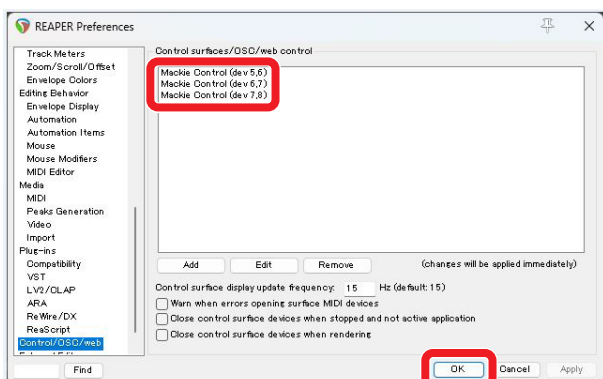 REAPER Preferences
Track Meters
Zoom/Scroll/Offset
Envelope Colors
Editing Behavior
Envelope Display
Automation
Automation Items
Mouse
Mouse Modifiers
MIDI Editor
Media
MIDI
Peaks Generation
Video
Import
Plug-ins
Compatibility
VST
LV2/CLAP
ARA
ReWire/DX
ReaScript
Control/OSC/web
Find
Control surfaces/OSC/web control
Mackie Control (dev 5,6)
Mackie Control (dev 6,7)
Mackie Control (dev 7,8)
Add Edit Remove (changes will be applied immediately)
Control surface display update frequency: 15 Hz (default: 15)
Warn when errors opening surface MIDI devices
Close control surface devices when stopped and not active application
Close control surface devices when rendering
OK Cancel Apply